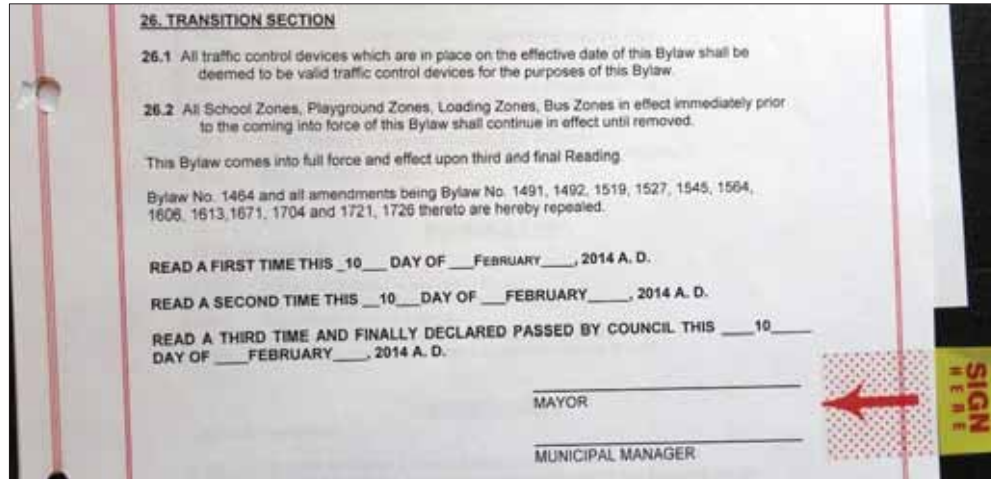 26. TRANSITION SECTION
26.1 All traffic control devices which are in place on the effective date of this Bylaw shall be
deemed to be valid traffic control devices for the purposes of this Bylaw.
26.2 All School Zones, Playground Zones, Loading Zones, Bus Zones in effect immediately prior
to the coming into force of this Bylaw shall continue in effect until removed.
This Bylaw comes into full force and effect upon third and final Reading.
Bylaw No. 1464 and all amendments being Bylaw No. 1491, 1492, 1519, 1527, 1545, 1564,
1606, 1613,1671, 1704 and 1721, 1726 thereto are hereby repealed.
READ A FIRST TIME THIS _10___ DAY OF ___FEBRUARY____, 2014 A. D.
READ A SECOND TIME THIS __10___DAY OF ___FEBRUARY_____, 2014 A. D.
READ A THIRD TIME AND FINALLY DECLARED PASSED BY COUNCIL THIS ____10_____
DAY OF ____FEBRUARY____, 2014 A. D.
MAYOR
MUNICIPAL MANAGER
SIGN
HERE